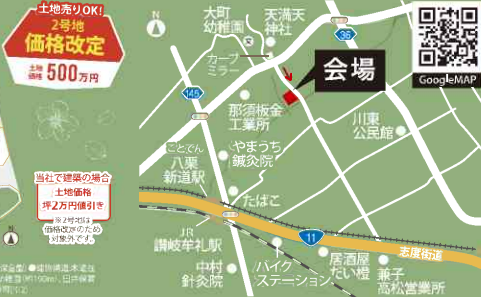 土地売りOK!
2号地
価格改定
土地
価格 500万円
当社で建築の場合
土地価格
坪2万円値引き
※2号地は
価格改定のため
対象外です。
N
N
大町
幼稚園
天満天
神社
カーブ
ミラー
36
会場
GoogleMAP
145
那須板金
工業所
川東
公民館
ことでん
八栗
新道駅
やまうち
鍼灸院
たばこ
JR
讃岐牟礼駅
11
志度街道
中村
針灸院
バイク
ステーション
居酒屋
だい橙
兼子
高松営業所